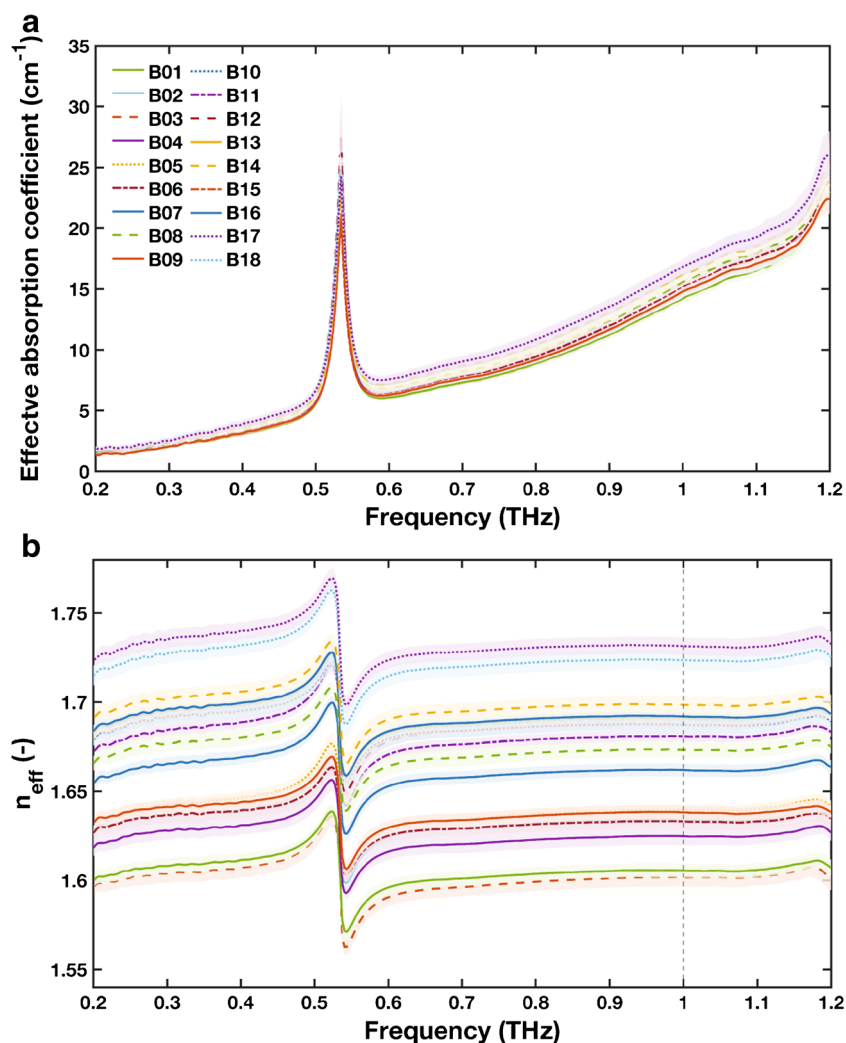 a
Effectve absorption coefficient (cm⁻¹)
35
30
25
20
15
10
5
0
B01 B10
B02 B11
B03 B12
B04 B13
B05 B14
B06 B15
B07 B16
B08 B17
B09 B18
0.2 0.3 0.4 0.5 0.6 0.7 0.8 0.9 1 1.1 1.2
Frequency (THz)
b
n_eff (-)
1.75
1.7
1.65
1.6
1.55
0.2 0.3 0.4 0.5 0.6 0.7 0.8 0.9 1 1.1 1.2
Frequency (THz)